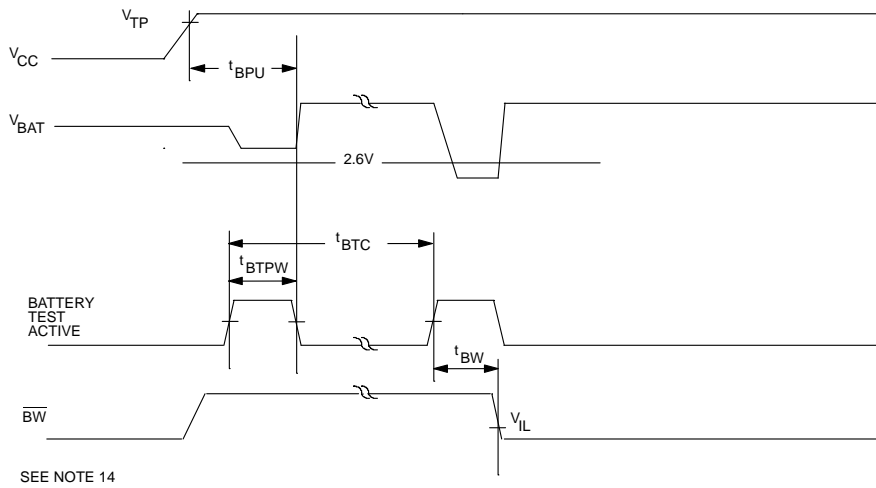 VTP
VCC
tBPU
VBAT
2.6V
tBTC
tBTPW
BATTERY
TEST
ACTIVE
tBW
BW
VIL
SEE NOTE 14